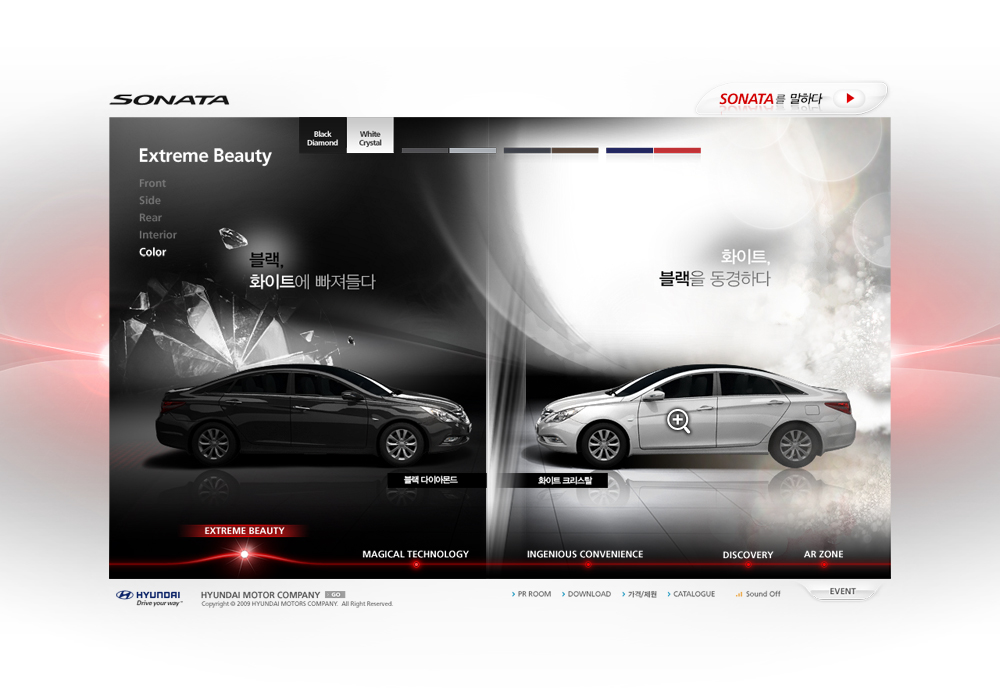 SONATA
SONATA를 말하다
Black
Diamond
White
Crystal
Extreme Beauty
Front
Side
Rear
Interior
Color
블랙,
화이트에 빠져들다
화이트,
블랙을 동경하다
블랙 다이아몬드
화이트 크리스탈
EXTREME BEAUTY
MAGICAL TECHNOLOGY
INGENIOUS CONVENIENCE
DISCOVERY
AR ZONE
HYUNDAI
Drive your way™
HYUNDAI MOTOR COMPANY GO
Copyright © 2009 HYUNDAI MOTORS COMPANY. All Right Reserved.
PR ROOM
DOWNLOAD
가격/제원
CATALOGUE
Sound Off
EVENT